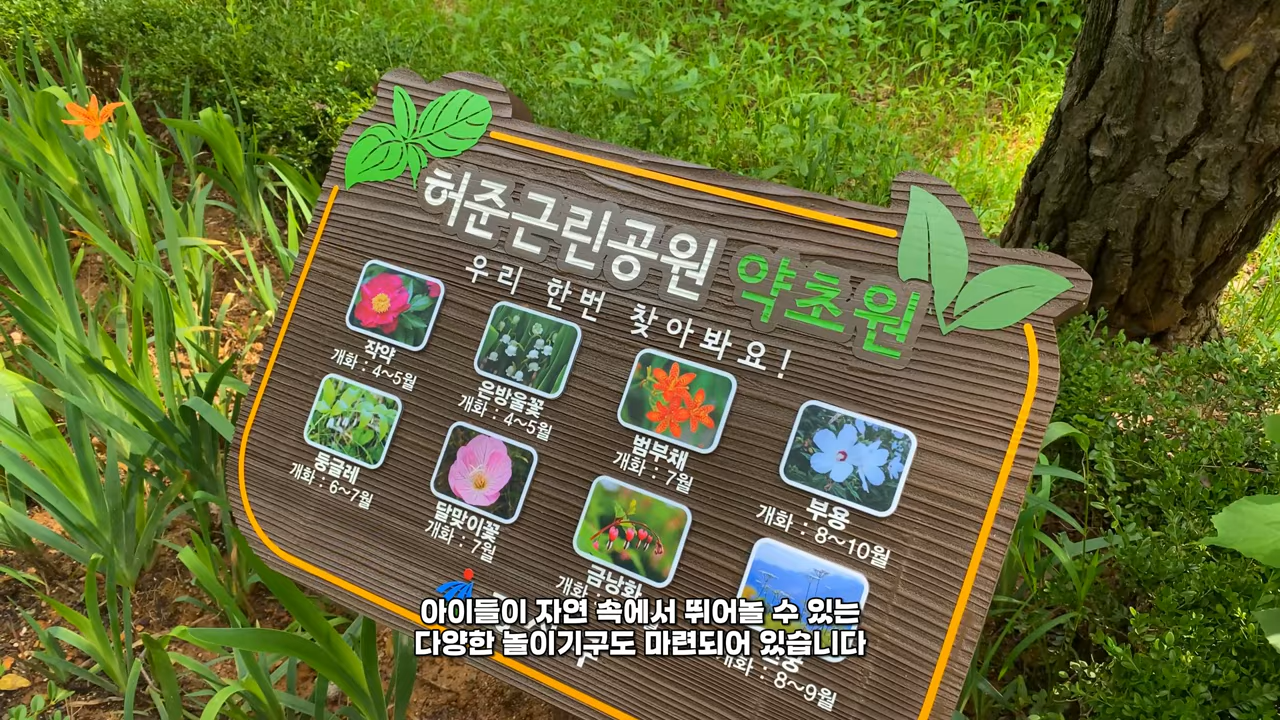 허준근린공원 약초원
우리 한번 찾아봐요!
작약
개화 : 4~5월
은방울꽃
개화 : 4~5월
범부채
개화 : 7월
부용
개화 : 8~10월
둥글레
개화 : 6~7월
달맞이꽃
개화 : 7월
금낭화
개화 :
개화 : 8~9월
아이들이 자연 속에서 뛰어놀 수 있는
다양한 놀이기구도 마련되어 있습니다